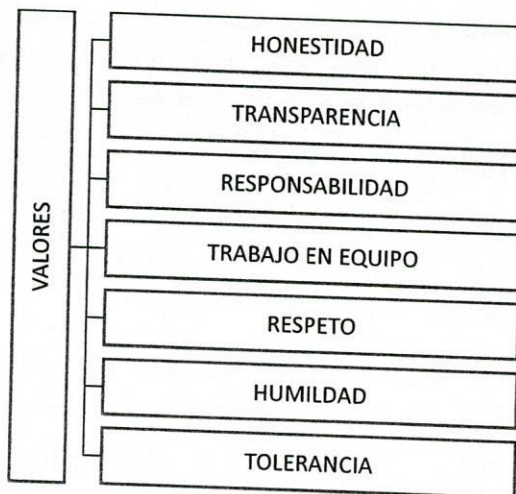 VALORES
HONESTIDAD
TRANSPARENCIA
RESPONSABILIDAD
TRABAJO EN EQUIPO
RESPETO
HUMILDAD
TOLERANCIA